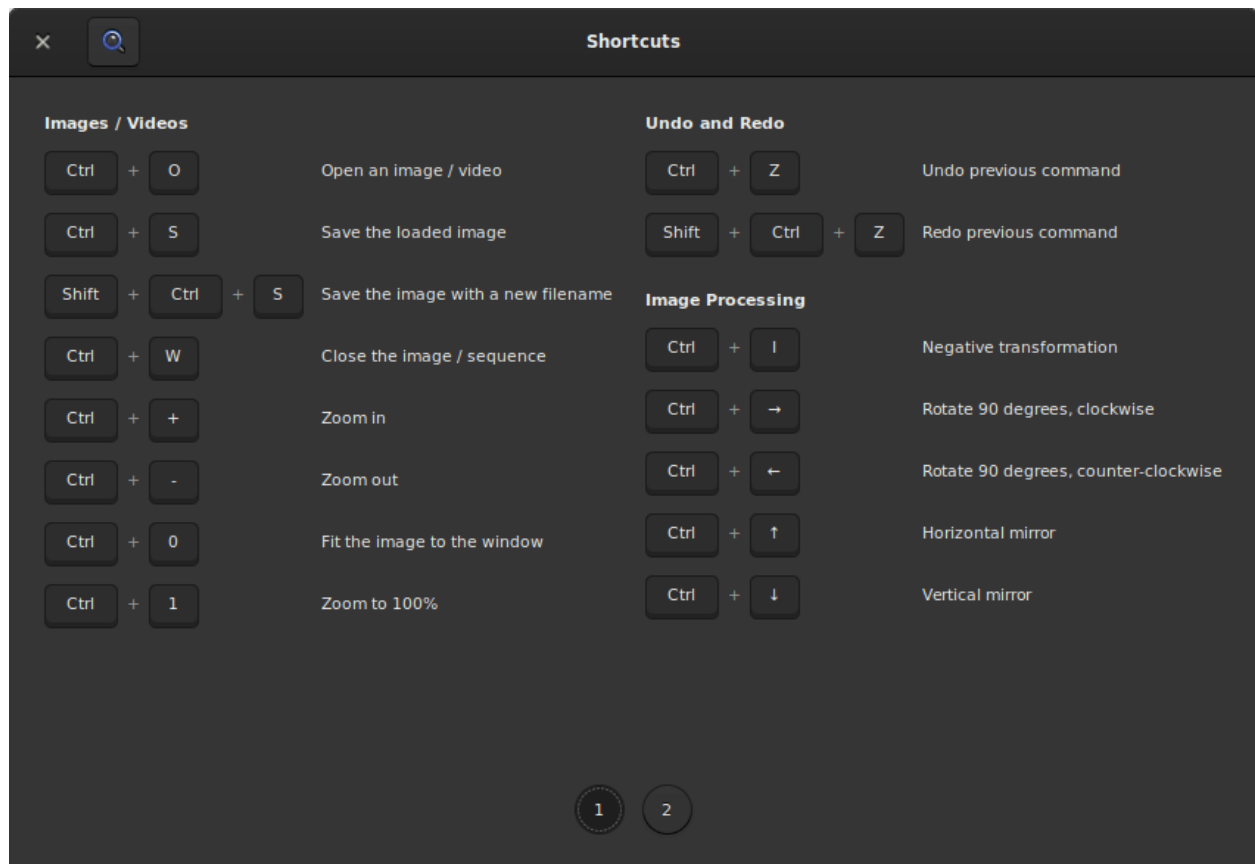 Shortcuts
Images / Videos
Ctrl + O Open an image / video
Ctrl + S Save the loaded image
Shift + Ctrl + S Save the image with a new filename
Ctrl + W Close the image / sequence
Ctrl + + Zoom in
Ctrl + - Zoom out
Ctrl + 0 Fit the image to the window
Ctrl + 1 Zoom to 100%
Undo and Redo
Ctrl + Z Undo previous command
Shift + Ctrl + Z Redo previous command
Image Processing
Ctrl + I Negative transformation
Ctrl + → Rotate 90 degrees, clockwise
Ctrl + ← Rotate 90 degrees, counter-clockwise
Ctrl + ↑ Horizontal mirror
Ctrl + ↓ Vertical mirror
1 2